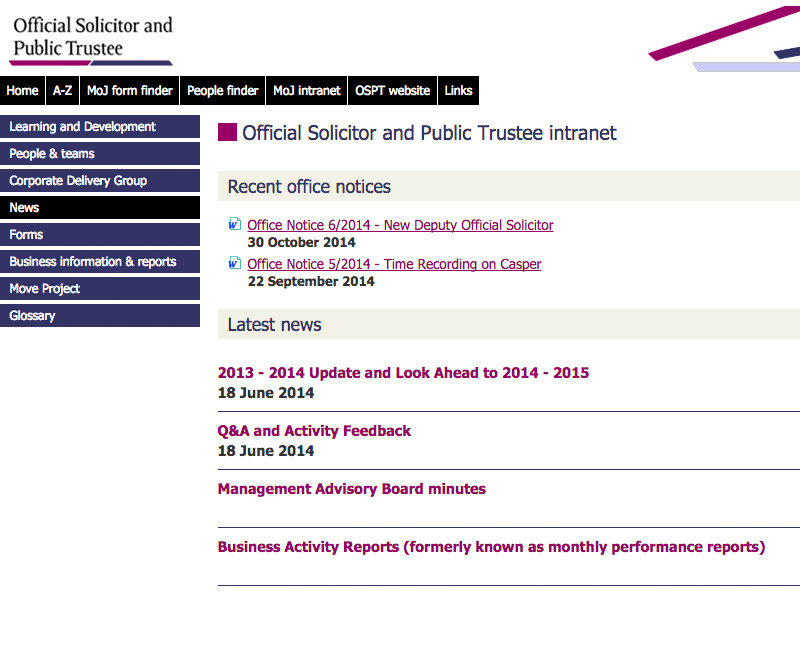 Official Solicitor and
Public Trustee
Home A-Z MoJ form finder People finder MoJ intranet OSPT website Links
Learning and Development
People & teams
Corporate Delivery Group
News
Forms
Business information & reports
Move Project
Glossary
Official Solicitor and Public Trustee intranet
Recent office notices
Office Notice 6/2014 - New Deputy Official Solicitor
30 October 2014
Office Notice 5/2014 - Time Recording on Casper
22 September 2014
Latest news
2013 - 2014 Update and Look Ahead to 2014 - 2015
18 June 2014
Q&A and Activity Feedback
18 June 2014
Management Advisory Board minutes
Business Activity Reports (formerly known as monthly performance reports)